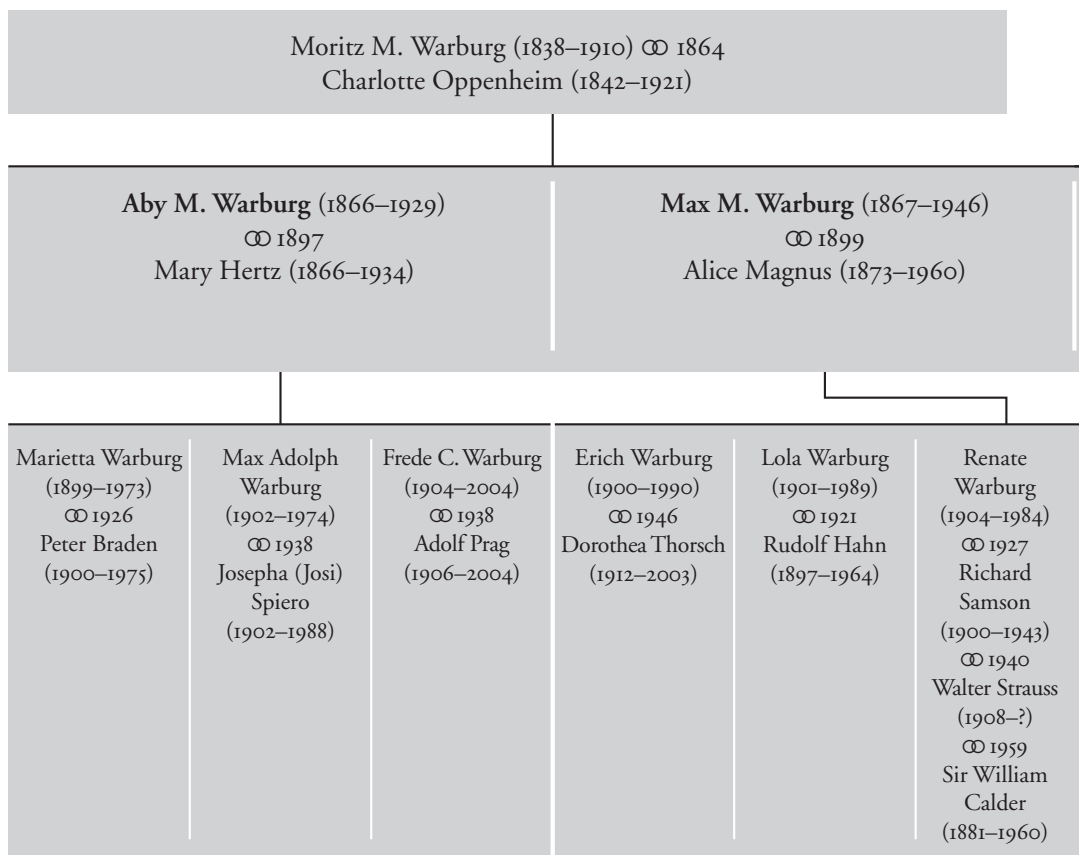 Moritz M. Warburg (1838–1910) ⚭ 1864
Charlotte Oppenheim (1842–1921)
Aby M. Warburg (1866–1929)
⚭ 1897
Mary Hertz (1866–1934)
Max M. Warburg (1867–1946)
⚭ 1899
Alice Magnus (1873–1960)
Marietta Warburg
(1899–1973)
⚭ 1926
Peter Braden
(1900–1975)
Max Adolph
Warburg
(1902–1974)
⚭ 1938
Josepha (Josi)
Spiero
(1902–1988)
Frede C. Warburg
(1904–2004)
⚭ 1938
Adolf Prag
(1906–2004)
Erich Warburg
(1900–1990)
⚭ 1946
Dorothea Thorsch
(1912–2003)
Lola Warburg
(1901–1989)
⚭ 1921
Rudolf Hahn
(1897–1964)
Renate
Warburg
(1904–1984)
⚭ 1927
Richard
Samson
(1900–1943)
⚭ 1940
Walter Strauss
(1908–?)
⚭ 1959
Sir William
Calder
(1881–1960)